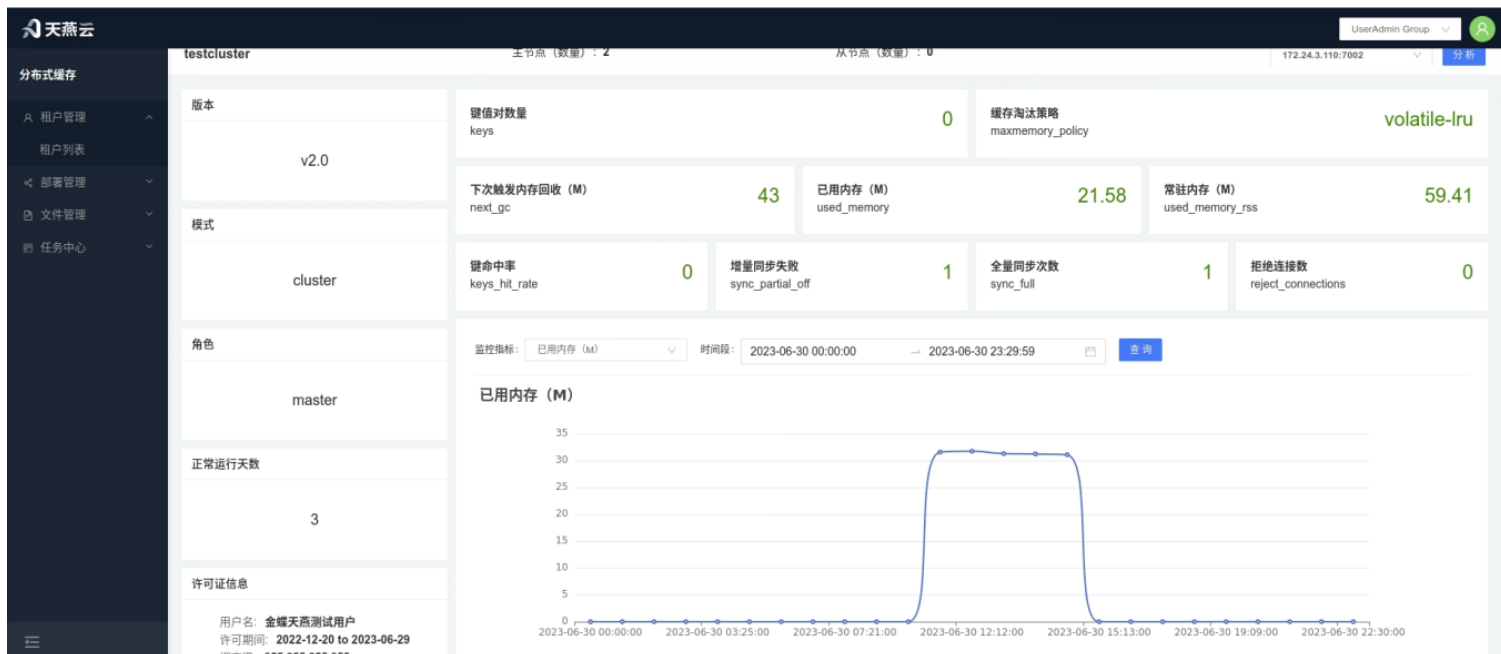 天燕云
UserAdmin Group
分布式缓存
租户管理
租户列表
部署管理
文件管理
任务中心
testcluster
主节点（数量）：2
从节点（数量）：0
172.24.3.110:7002
分析
版本
v2.0
模式
cluster
角色
master
正常运行天数
3
许可证信息
用户名: 金蝶天燕测试用户
许可期间: 2022-12-20 to 2023-06-29
键值对数量
keys
0
缓存淘汰策略
maxmemory_policy
volatile-lru
下次触发内存回收（M）
next_gc
43
已用内存（M）
used_memory
21.58
常驻内存（M）
used_memory_rss
59.41
键命中率
keys_hit_rate
0
增量同步失败
sync_partial_off
1
全量同步次数
sync_full
1
拒绝连接数
reject_connections
0
监控指标: 已用内存（M） 时间段: 2023-06-30 00:00:00 → 2023-06-30 23:29:59 查询
已用内存（M）
35
30
25
20
15
10
5
0
2023-06-30 00:00:00 2023-06-30 03:25:00 2023-06-30 07:21:00 2023-06-30 12:12:00 2023-06-30 15:13:00 2023-06-30 19:09:00 2023-06-30 22:30:00